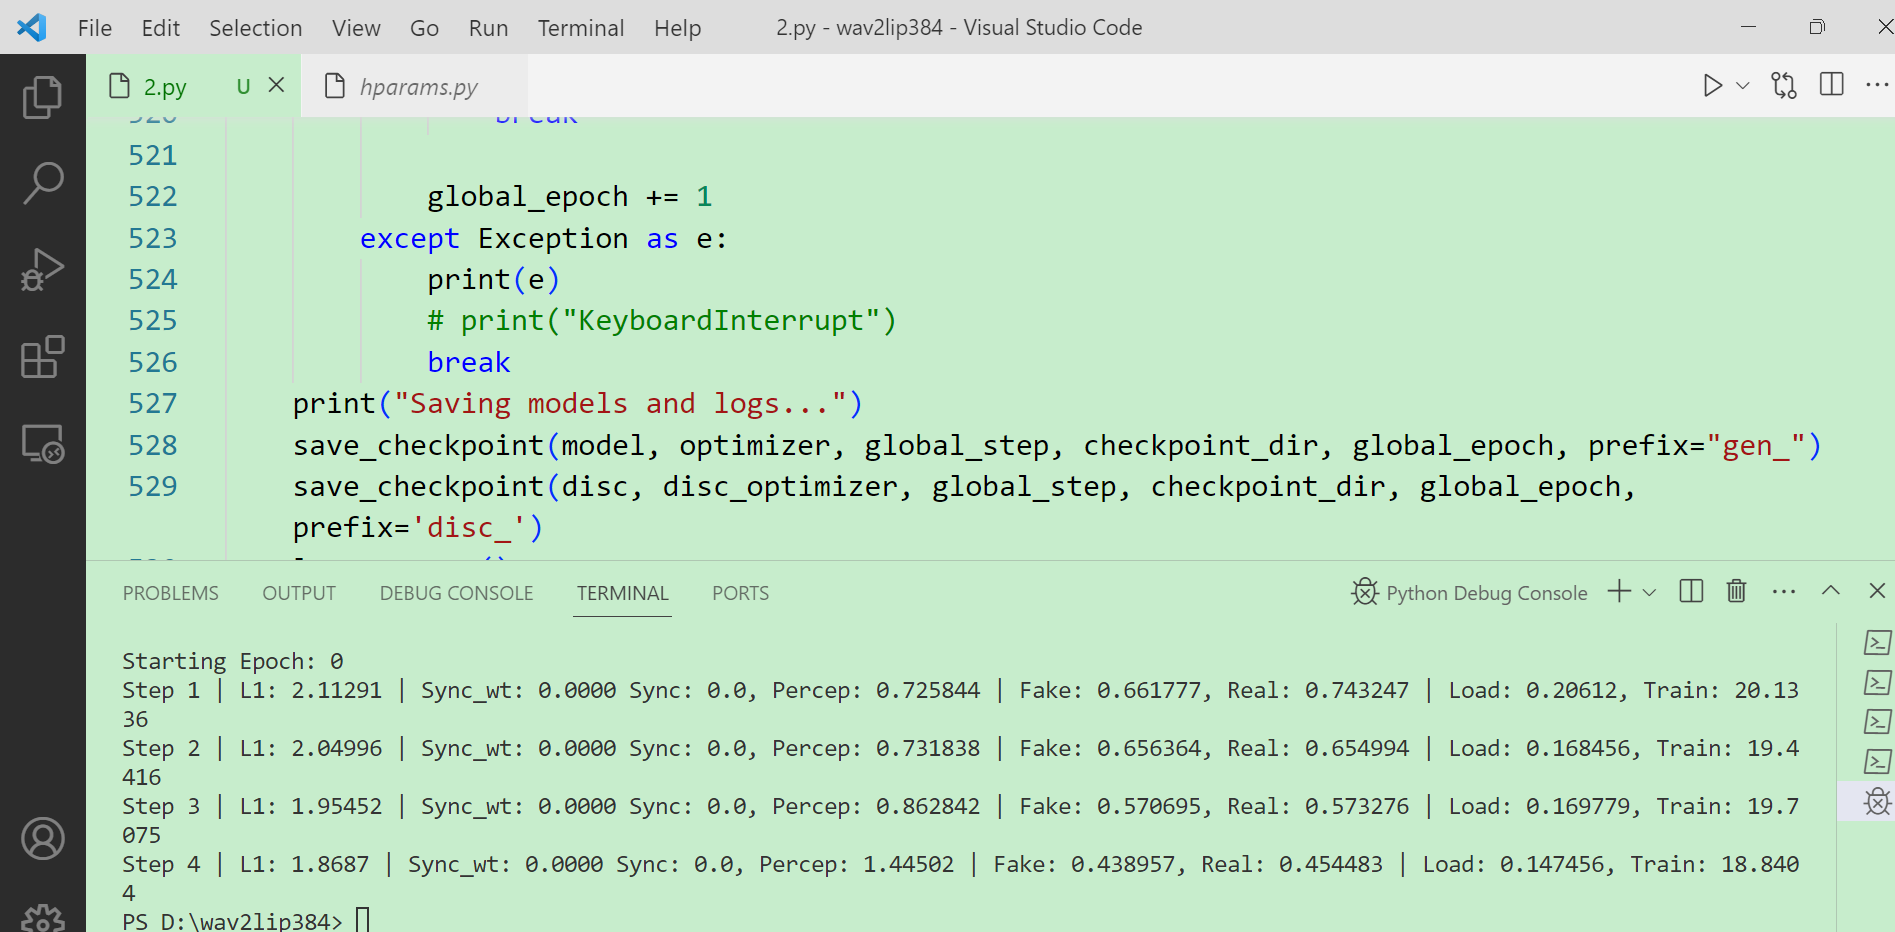 File Edit Selection View Go Run Terminal Help 2.py - wav2lip384 - Visual Studio Code
2.py U hparams.py
520 break
521
522 global_epoch += 1
523 except Exception as e:
524 print(e)
525 # print("KeyboardInterrupt")
526 break
527 print("Saving models and logs...")
528 save_checkpoint(model, optimizer, global_step, checkpoint_dir, global_epoch, prefix="gen_")
529 save_checkpoint(disc, disc_optimizer, global_step, checkpoint_dir, global_epoch,
prefix='disc_')
PROBLEMS OUTPUT DEBUG CONSOLE TERMINAL PORTS Python Debug Console
Starting Epoch: 0
Step 1 | L1: 2.11291 | Sync_wt: 0.0000 Sync: 0.0, Percep: 0.725844 | Fake: 0.661777, Real: 0.743247 | Load: 0.20612, Train: 20.13
36
Step 2 | L1: 2.04996 | Sync_wt: 0.0000 Sync: 0.0, Percep: 0.731838 | Fake: 0.656364, Real: 0.654994 | Load: 0.168456, Train: 19.4
416
Step 3 | L1: 1.95452 | Sync_wt: 0.0000 Sync: 0.0, Percep: 0.862842 | Fake: 0.570695, Real: 0.573276 | Load: 0.169779, Train: 19.7
075
Step 4 | L1: 1.8687 | Sync_wt: 0.0000 Sync: 0.0, Percep: 1.44502 | Fake: 0.438957, Real: 0.454483 | Load: 0.147456, Train: 18.840
4
PS D:\wav2lip384>